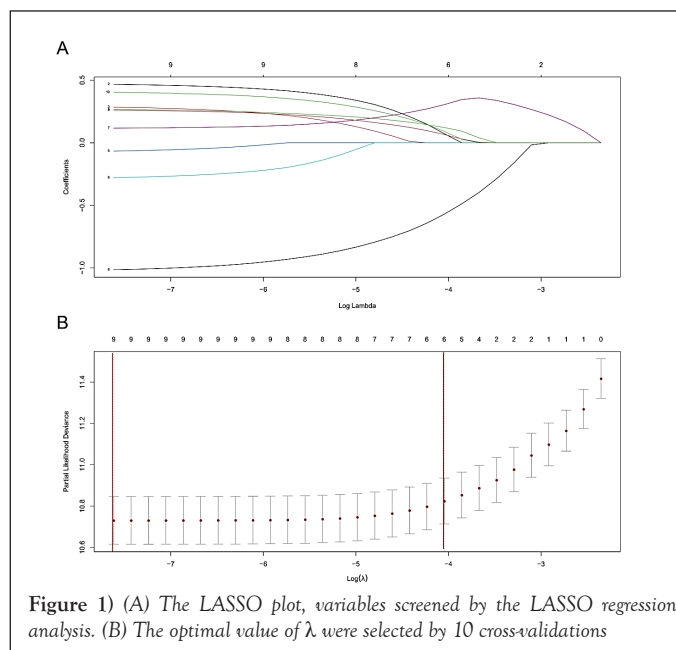 A
9 9 8 6 2
0.5
0.0
-0.5
-1.0
Coefficients
10
7
-7 -6 -5 -4 -3
Log Lambda
B
9 9 9 9 9 9 9 9 9 8 8 8 8 8 7 7 7 6 6 5 4 2 2 2 1 1 1 0
11.4
11.2
11.0
10.8
10.6
Partial Likelihood Deviance
-7 -6 -5 -4 -3
Log(λ)
Figure 1) (A) The LASSO plot, variables screened by the LASSO regression
analysis. (B) The optimal value of λ were selected by 10 cross-validations